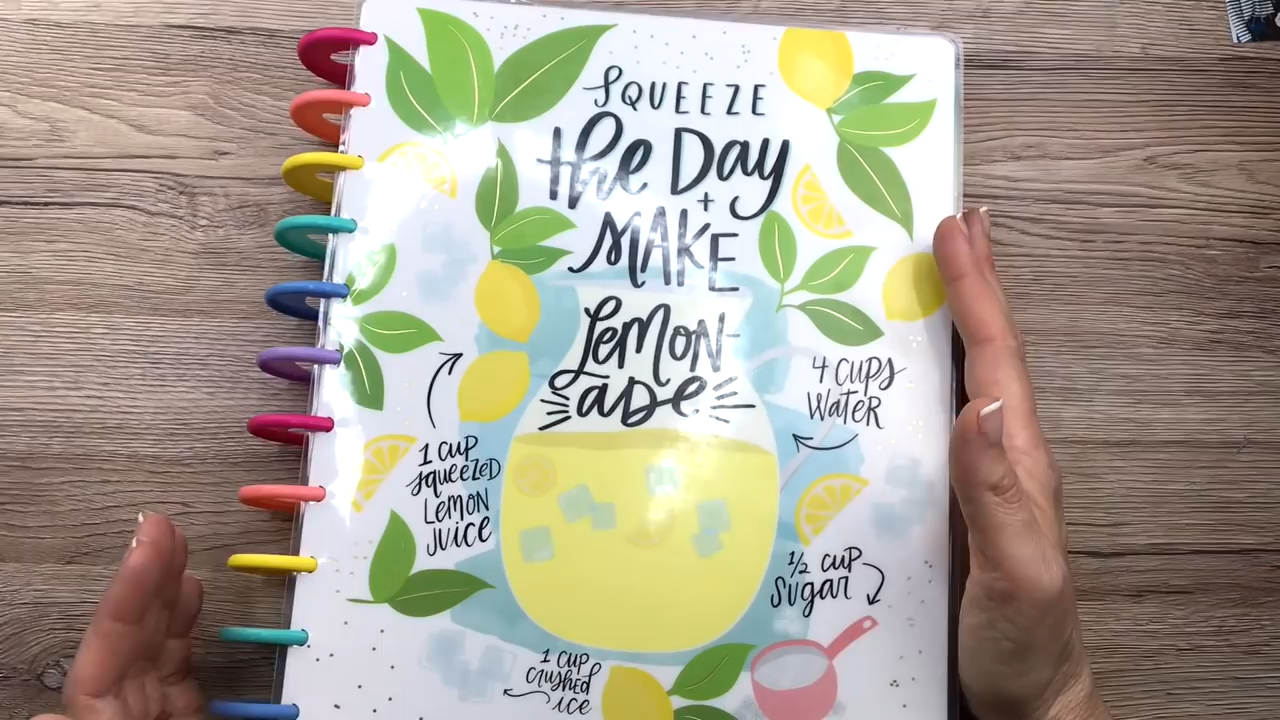 SQUEEZE
the Day
+
MAKE
LEMON-
ADE
4 CUPS
WATER
1 CUP
SQUEEZED
LEMON
JUICE
1/2 CUP
SUGAR
1 CUP
CRUSHED
ICE